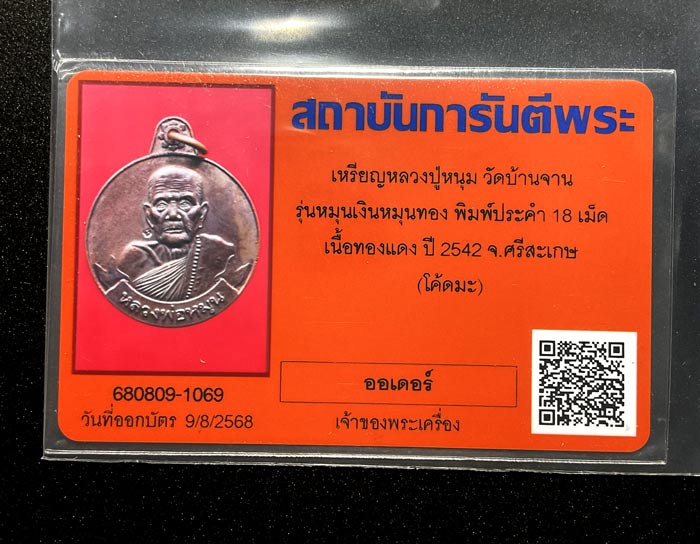 สถาบันการันตีพระ
เหรียญหลวงปู่หมุน วัดบ้านจาน
รุ่นหมุนเงินหมุนทอง พิมพ์ประคำ 18 เม็ด
เนื้อทองแดง ปี 2542 จ.ศรีสะเกษ
(โค้ดมะ)
หลวงพ่อหมุน
680809-1069
วันที่ออกบัตร 9/8/2568
ออเดอร์
เจ้าของพระเครื่อง